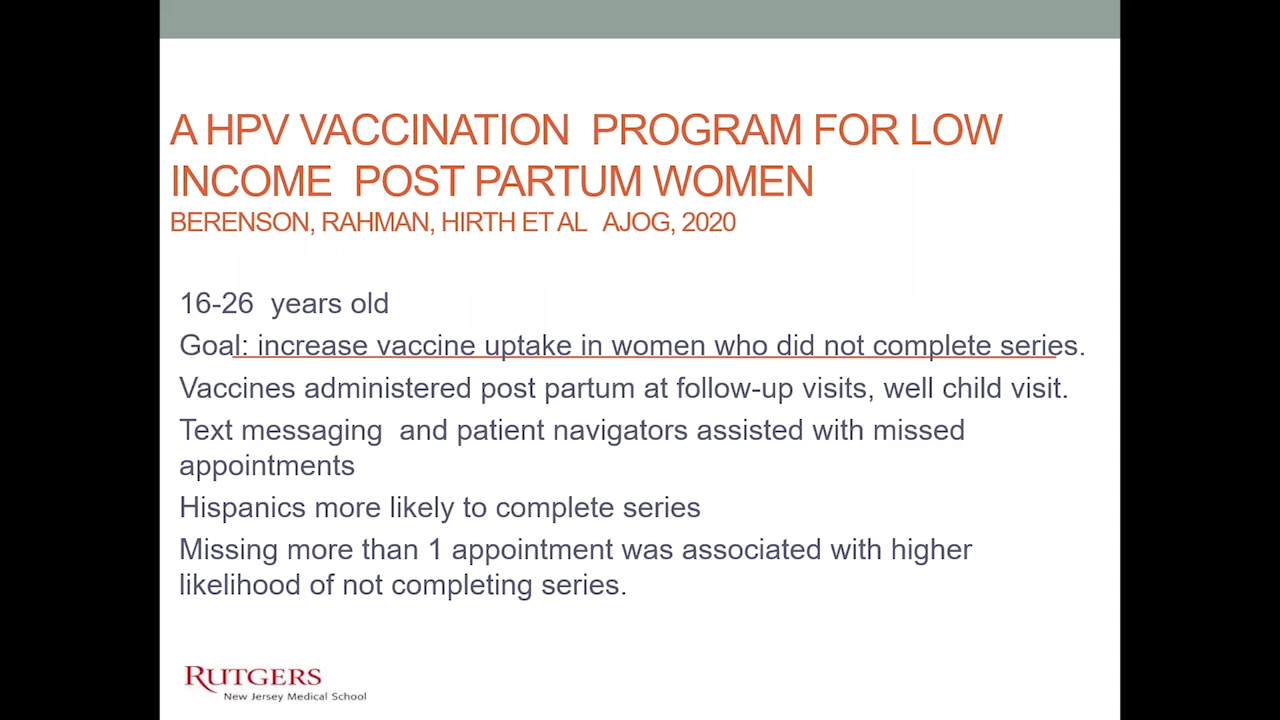 A HPV VACCINATION PROGRAM FOR LOW
INCOME POST PARTUM WOMEN
BERENSON, RAHMAN, HIRTH ET AL AJOG, 2020
16-26 years old
Goal: increase vaccine uptake in women who did not complete series.
Vaccines administered post partum at follow-up visits, well child visit.
Text messaging and patient navigators assisted with missed
appointments
Hispanics more likely to complete series
Missing more than 1 appointment was associated with higher
likelihood of not completing series.
RUTGERS
New Jersey Medical School